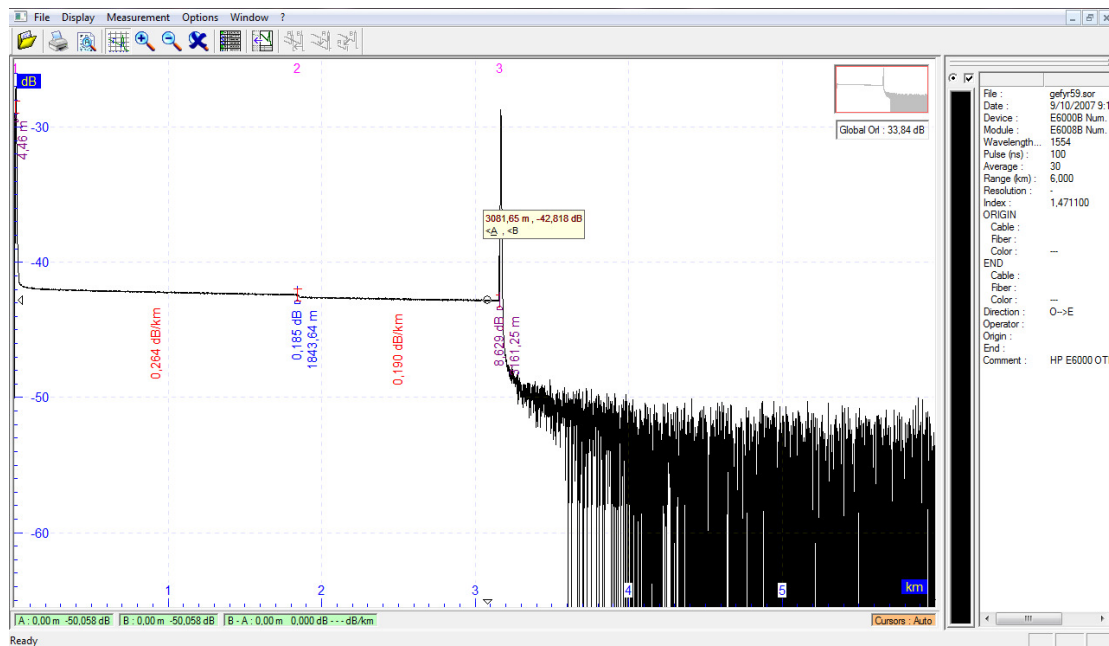 File Display Measurement Options Window ?
1 2 3
dB
-30
-40
-50
-60
4,46 m
0,264 dB/km
0,185 dB
1843,64 m
0,190 dB/km
8,629 dB
3161,25 m
3081,65 m , -42,818 dB
<A , <B
Global Orl : 33,84 dB
1 2 3 4 5 km
A : 0,00 m -50,058 dB B : 0,00 m -50,058 dB B - A : 0,00 m 0,000 dB - - - dB/km Cursors : Auto
Ready
File : gefyr59.sor
Date : 9/10/2007 9:1
Device : E6000B Num.
Module : E6008B Num.
Wavelength... 1554
Pulse (ns) : 100
Average : 30
Range (km) : 6,000
Resolution : -
Index : 1,471100
ORIGIN
Cable :
Fiber :
Color : ---
END
Cable :
Fiber :
Color : ---
Direction : O-->E
Operator :
Origin :
End :
Comment : HP E6000 OT